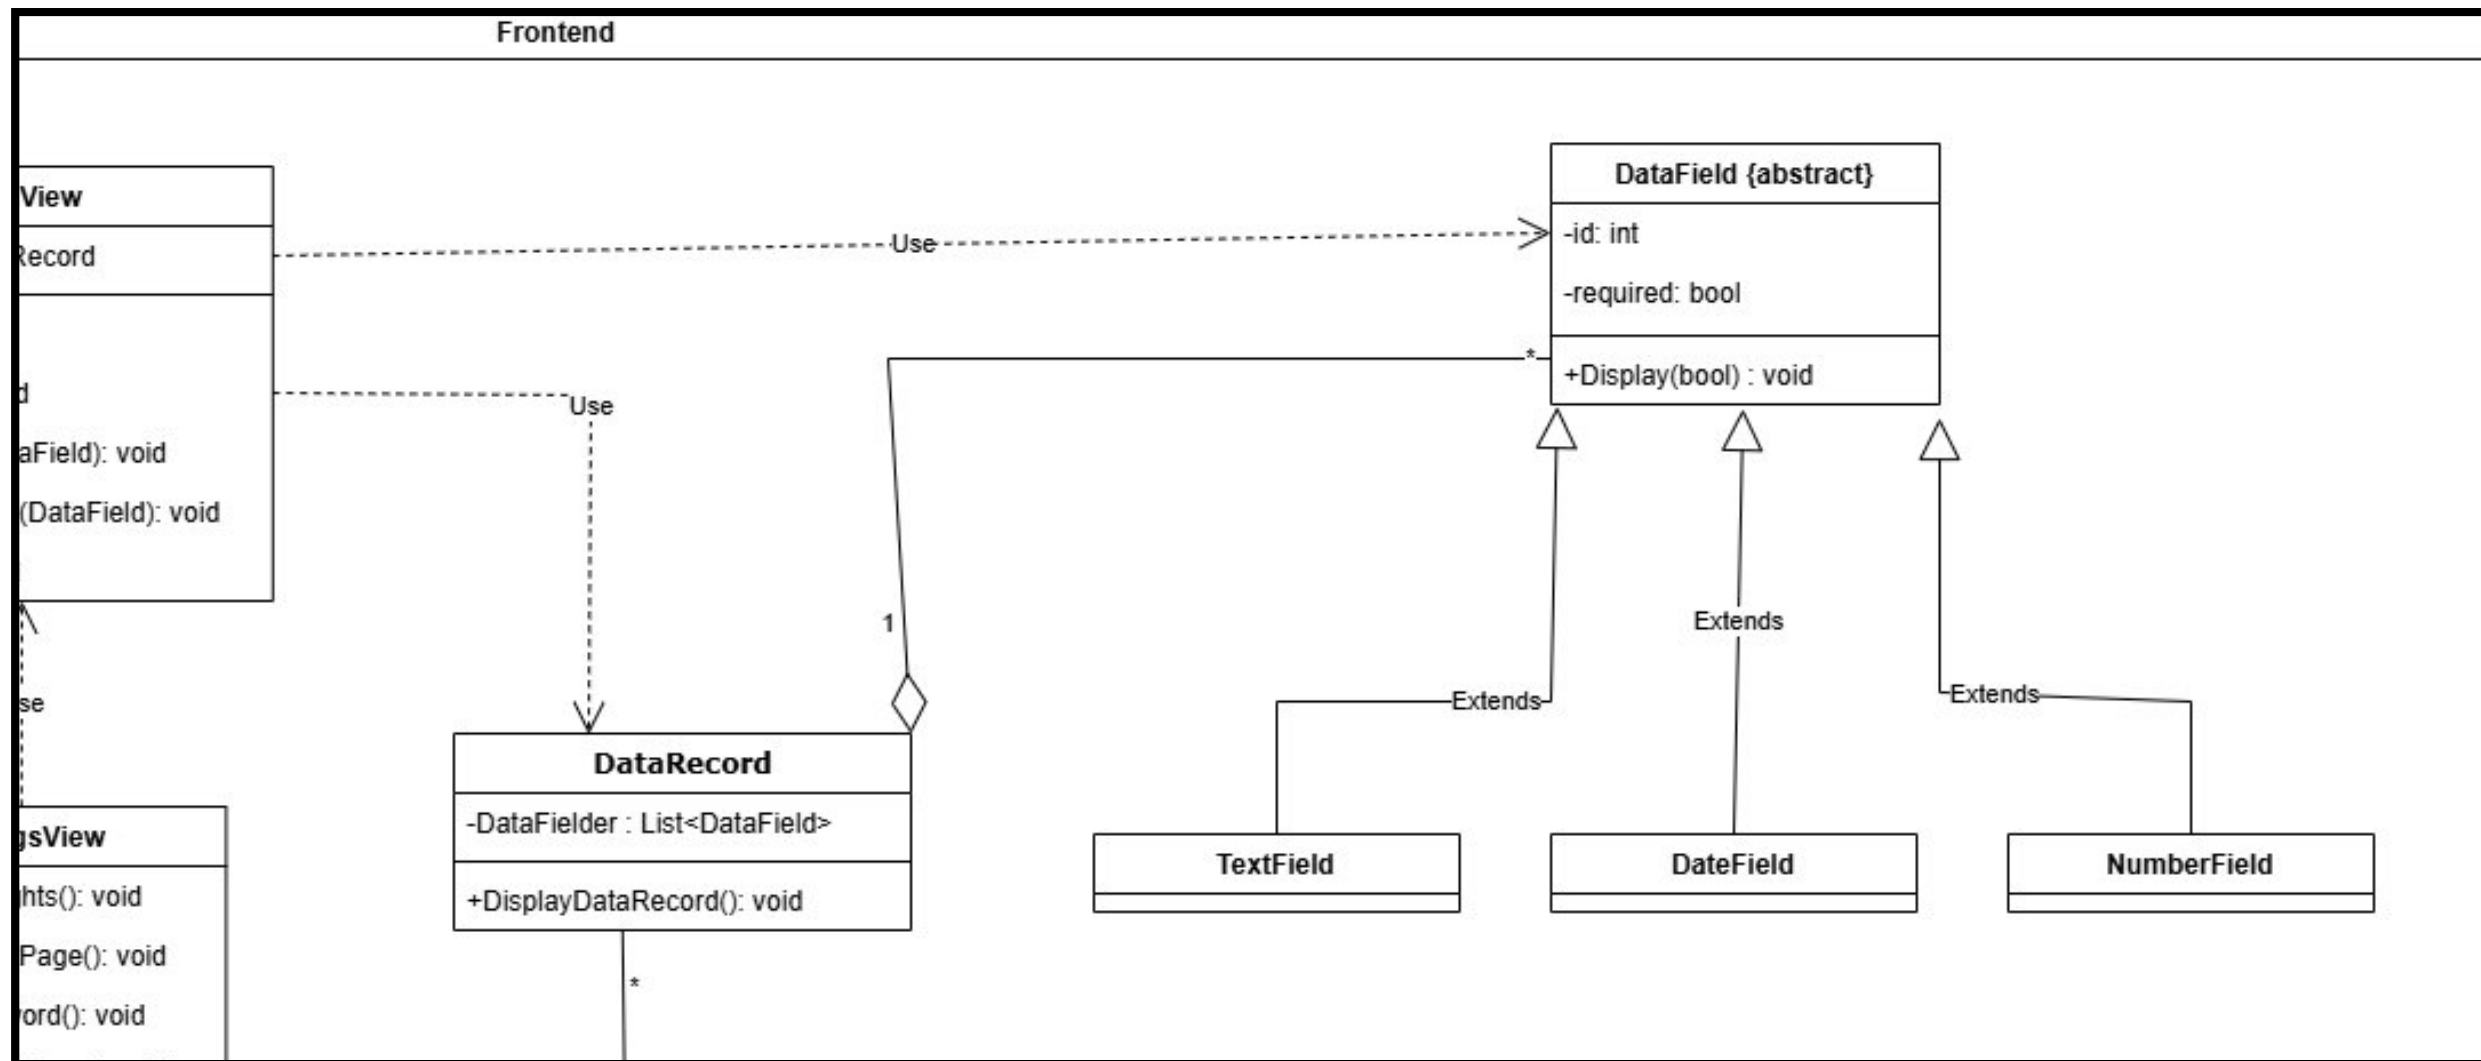 Frontend
View
Record
d
aField): void
(DataField): void
Use
Use
DataField {abstract}
-id: int
-required: bool
+Display(bool) : void
*
1
Extends
Extends
Extends
se
DataRecord
-DataFielder : List<DataField>
+DisplayDataRecord(): void
*
TextField
DateField
NumberField
gsView
ghts(): void
Page(): void
ord(): void